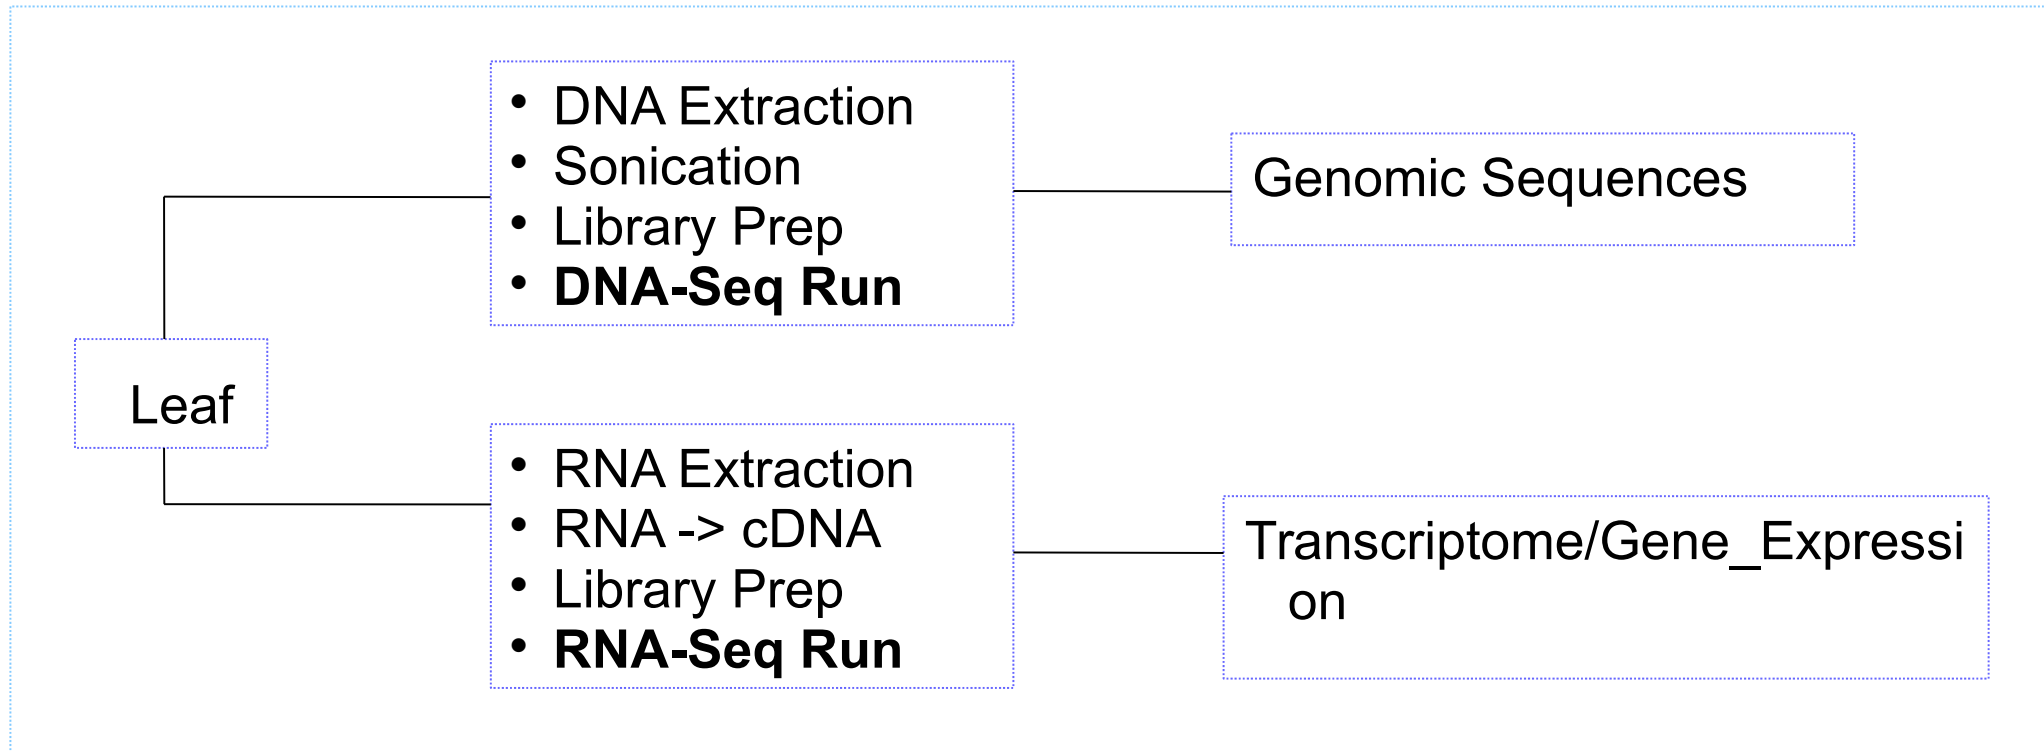 Leaf
• DNA Extraction
• Sonication
• Library Prep
• DNA-Seq Run
Genomic Sequences
• RNA Extraction
• RNA -> cDNA
• Library Prep
• RNA-Seq Run
Transcriptome/Gene_Expressi
on